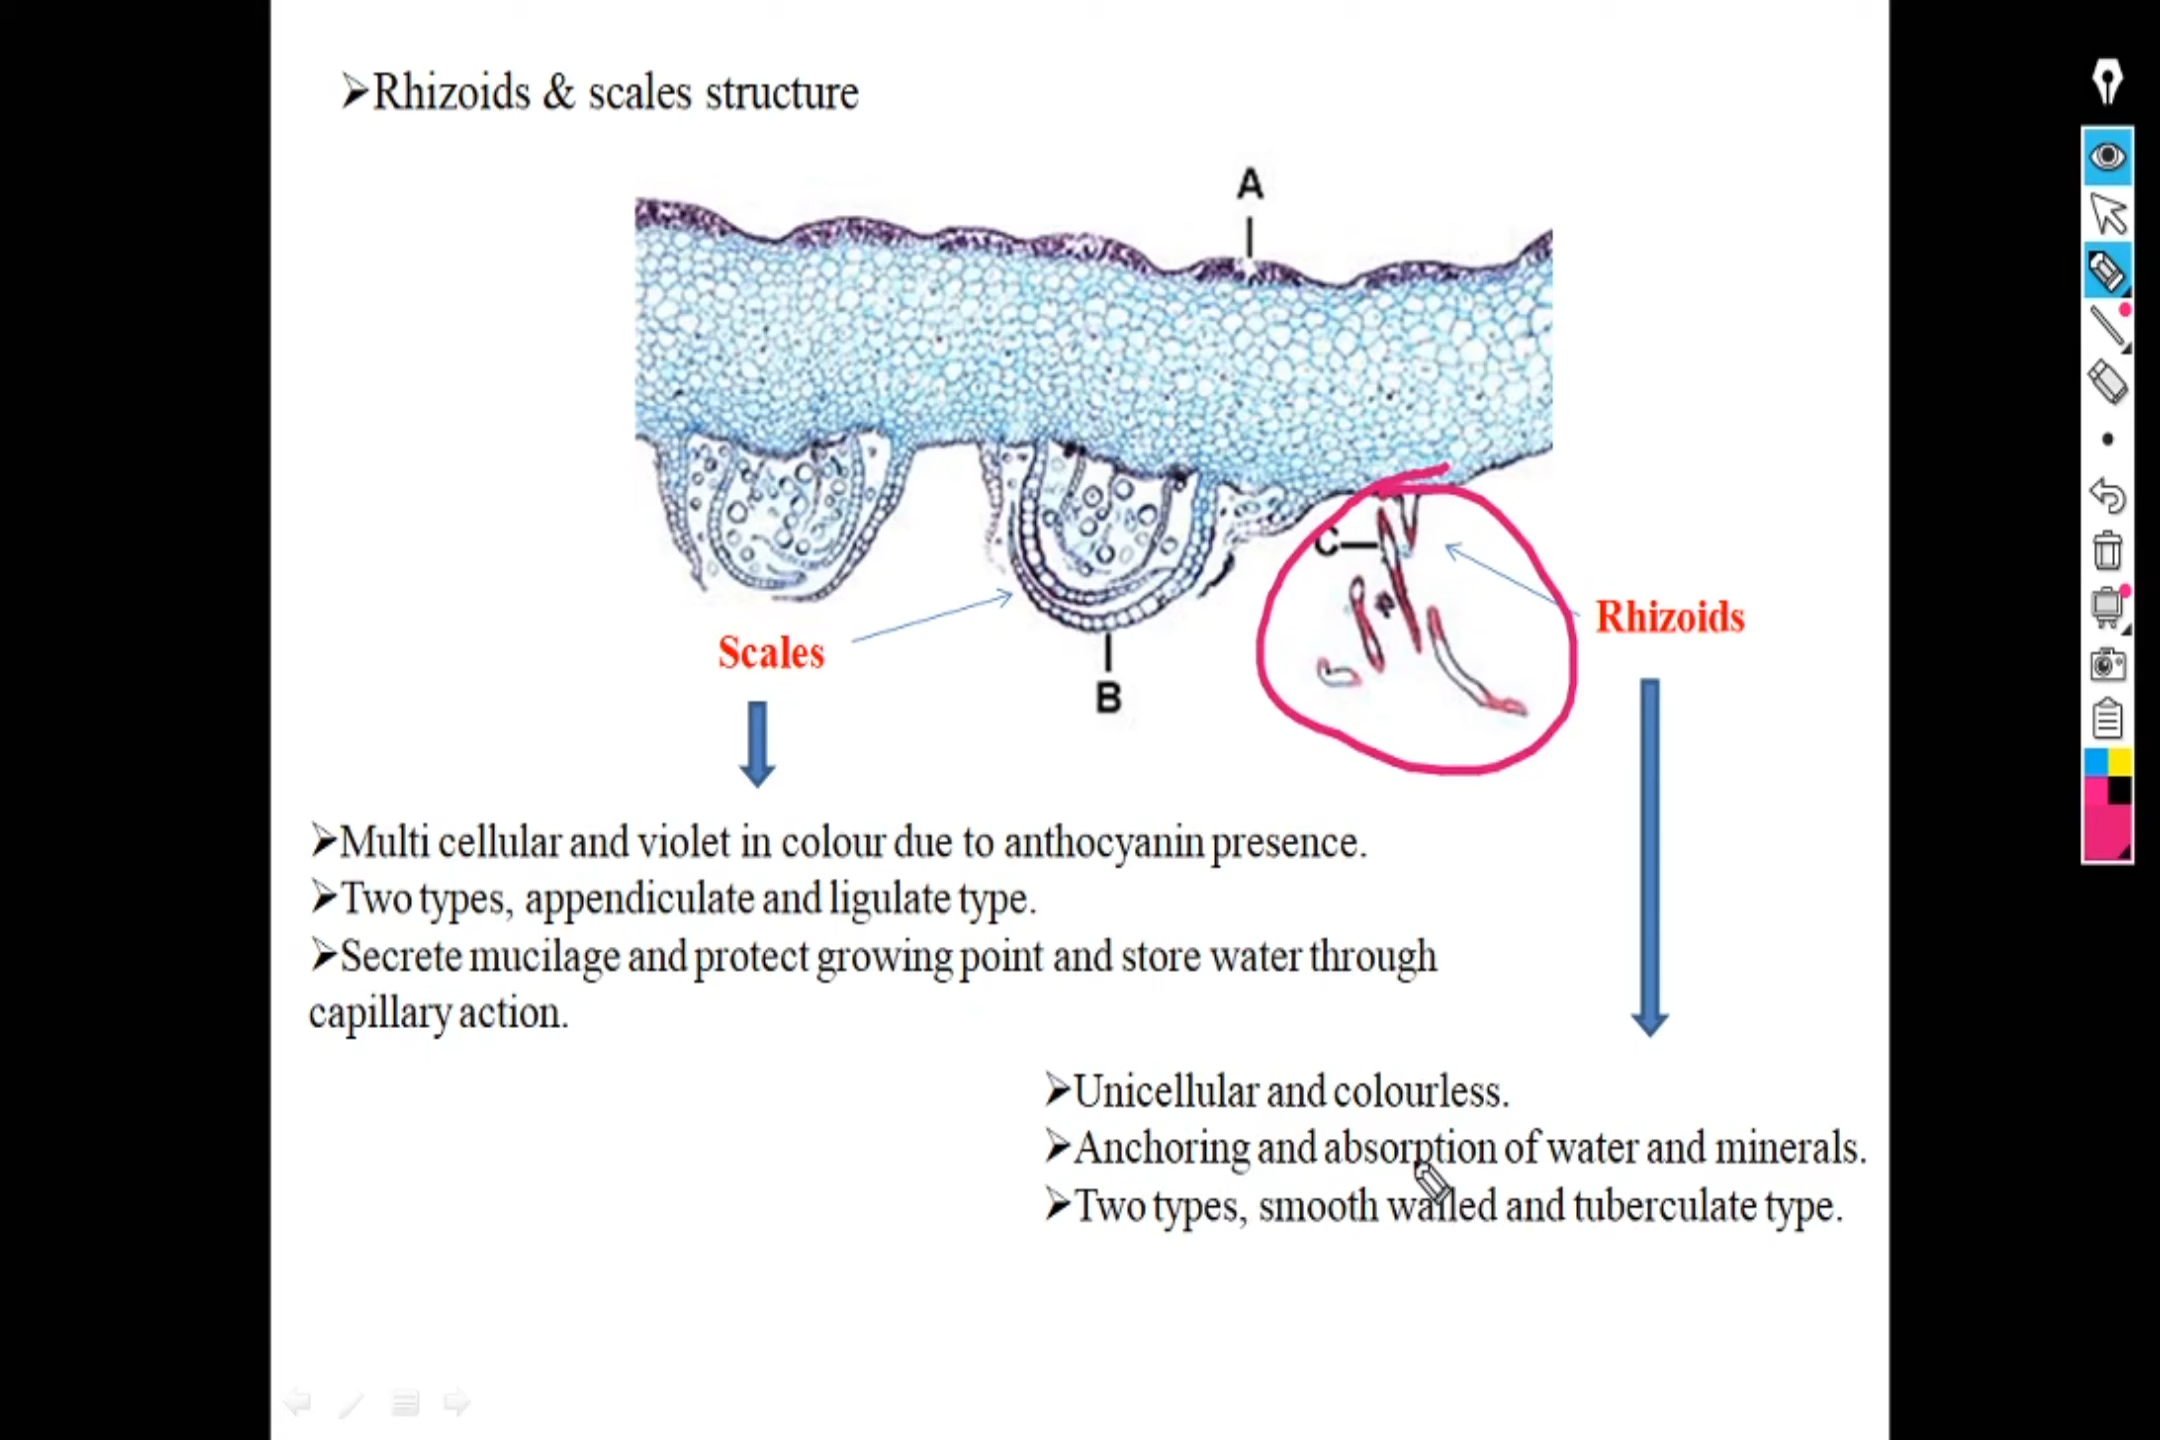 ➢Rhizoids & scales structure
A
C
Rhizoids
Scales
B
➢Multi cellular and violet in colour due to anthocyanin presence.
➢Two types, appendiculate and ligulate type.
➢Secrete mucilage and protect growing point and store water through
capillary action.
➢Unicellular and colourless.
➢Anchoring and absorption of water and minerals.
➢Two types, smooth walled and tuberculate type.